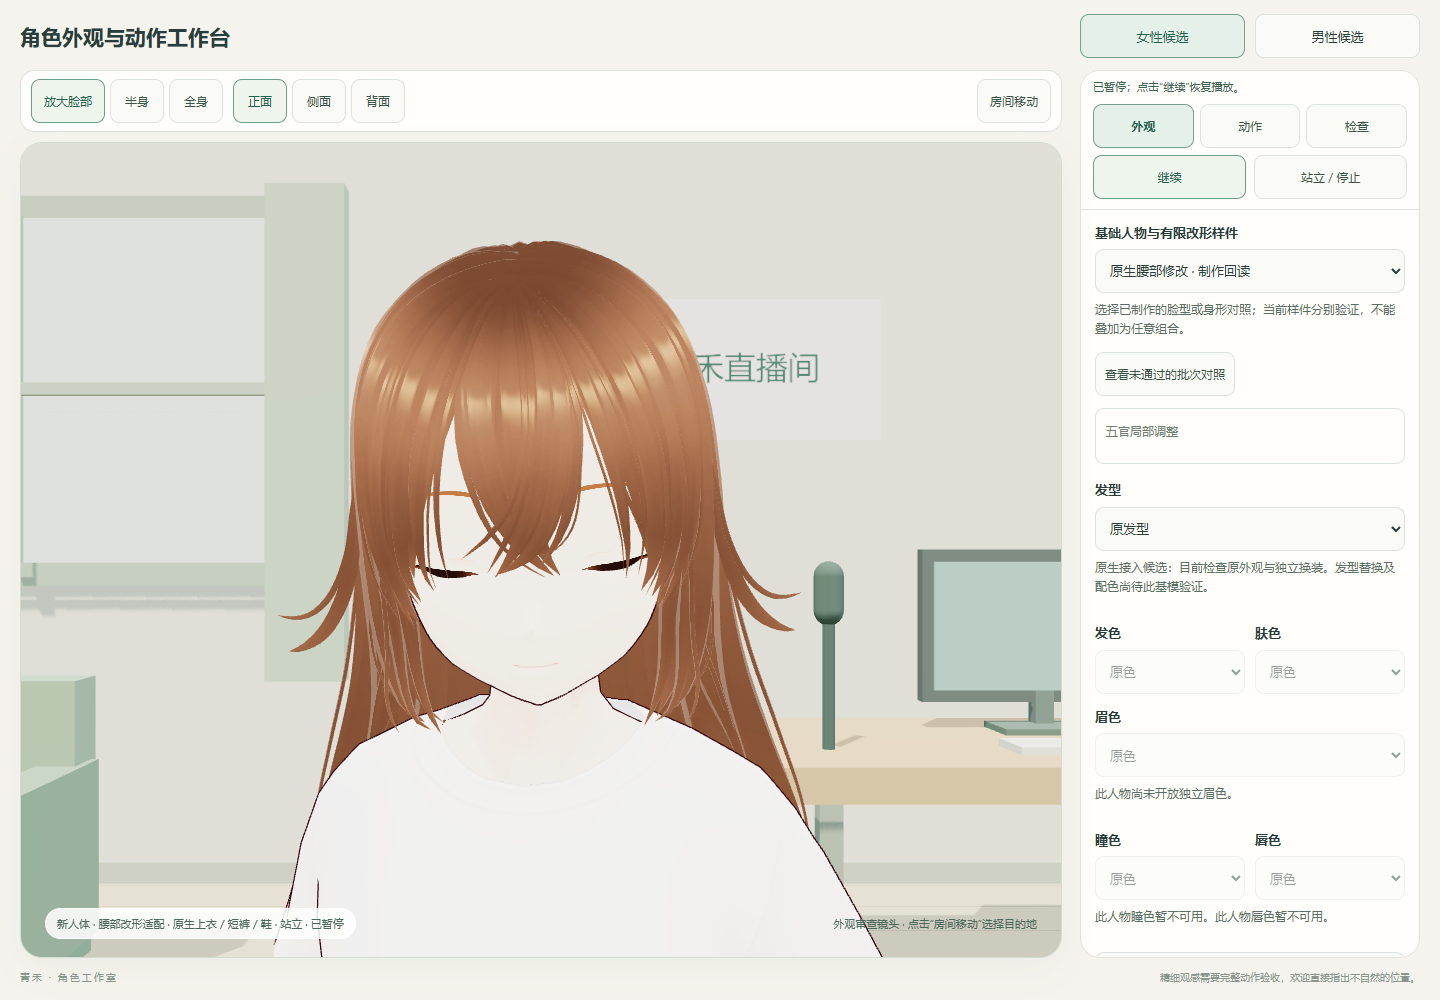 角色外观与动作工作台
女性候选
男性候选
放大脸部
半身
全身
正面
侧面
背面
房间移动
已暂停；点击“继续”恢复播放。
外观
动作
检查
继续
站立 / 停止
基础人物与有限改形样件
原生腰部修改 · 制作回读
选择已制作的脸型或身形对照；当前样件分别验证，不能
叠加为任意组合。
查看未通过的批次对照
五官局部调整
发型
原发型
原生接入候选：目前检查原外观与独立换装。发型替换及
配色尚待此基模验证。
发色
肤色
原色
原色
眉色
原色
此人物尚未开放独立眉色。
瞳色
唇色
原色
原色
此人物瞳色暂不可用。此人物唇色暂不可用。
禾直播间
新人体 · 腰部改形适配 · 原生上衣 / 短裤 / 鞋 · 站立 · 已暂停
外观审查镜头 · 点击“房间移动”选择目的地
青禾 · 角色工作室
精细观感需要完整动作验收，欢迎直接指出不自然的位置。